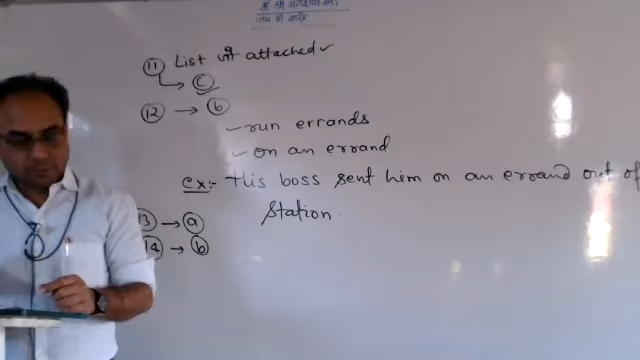 जय माँ
11 List जो attached ✓
→ c
12 → b
✓ run errands
✓ on an errand
ex:- His boss sent him on an errand out of
station.
13 → a
14 → b